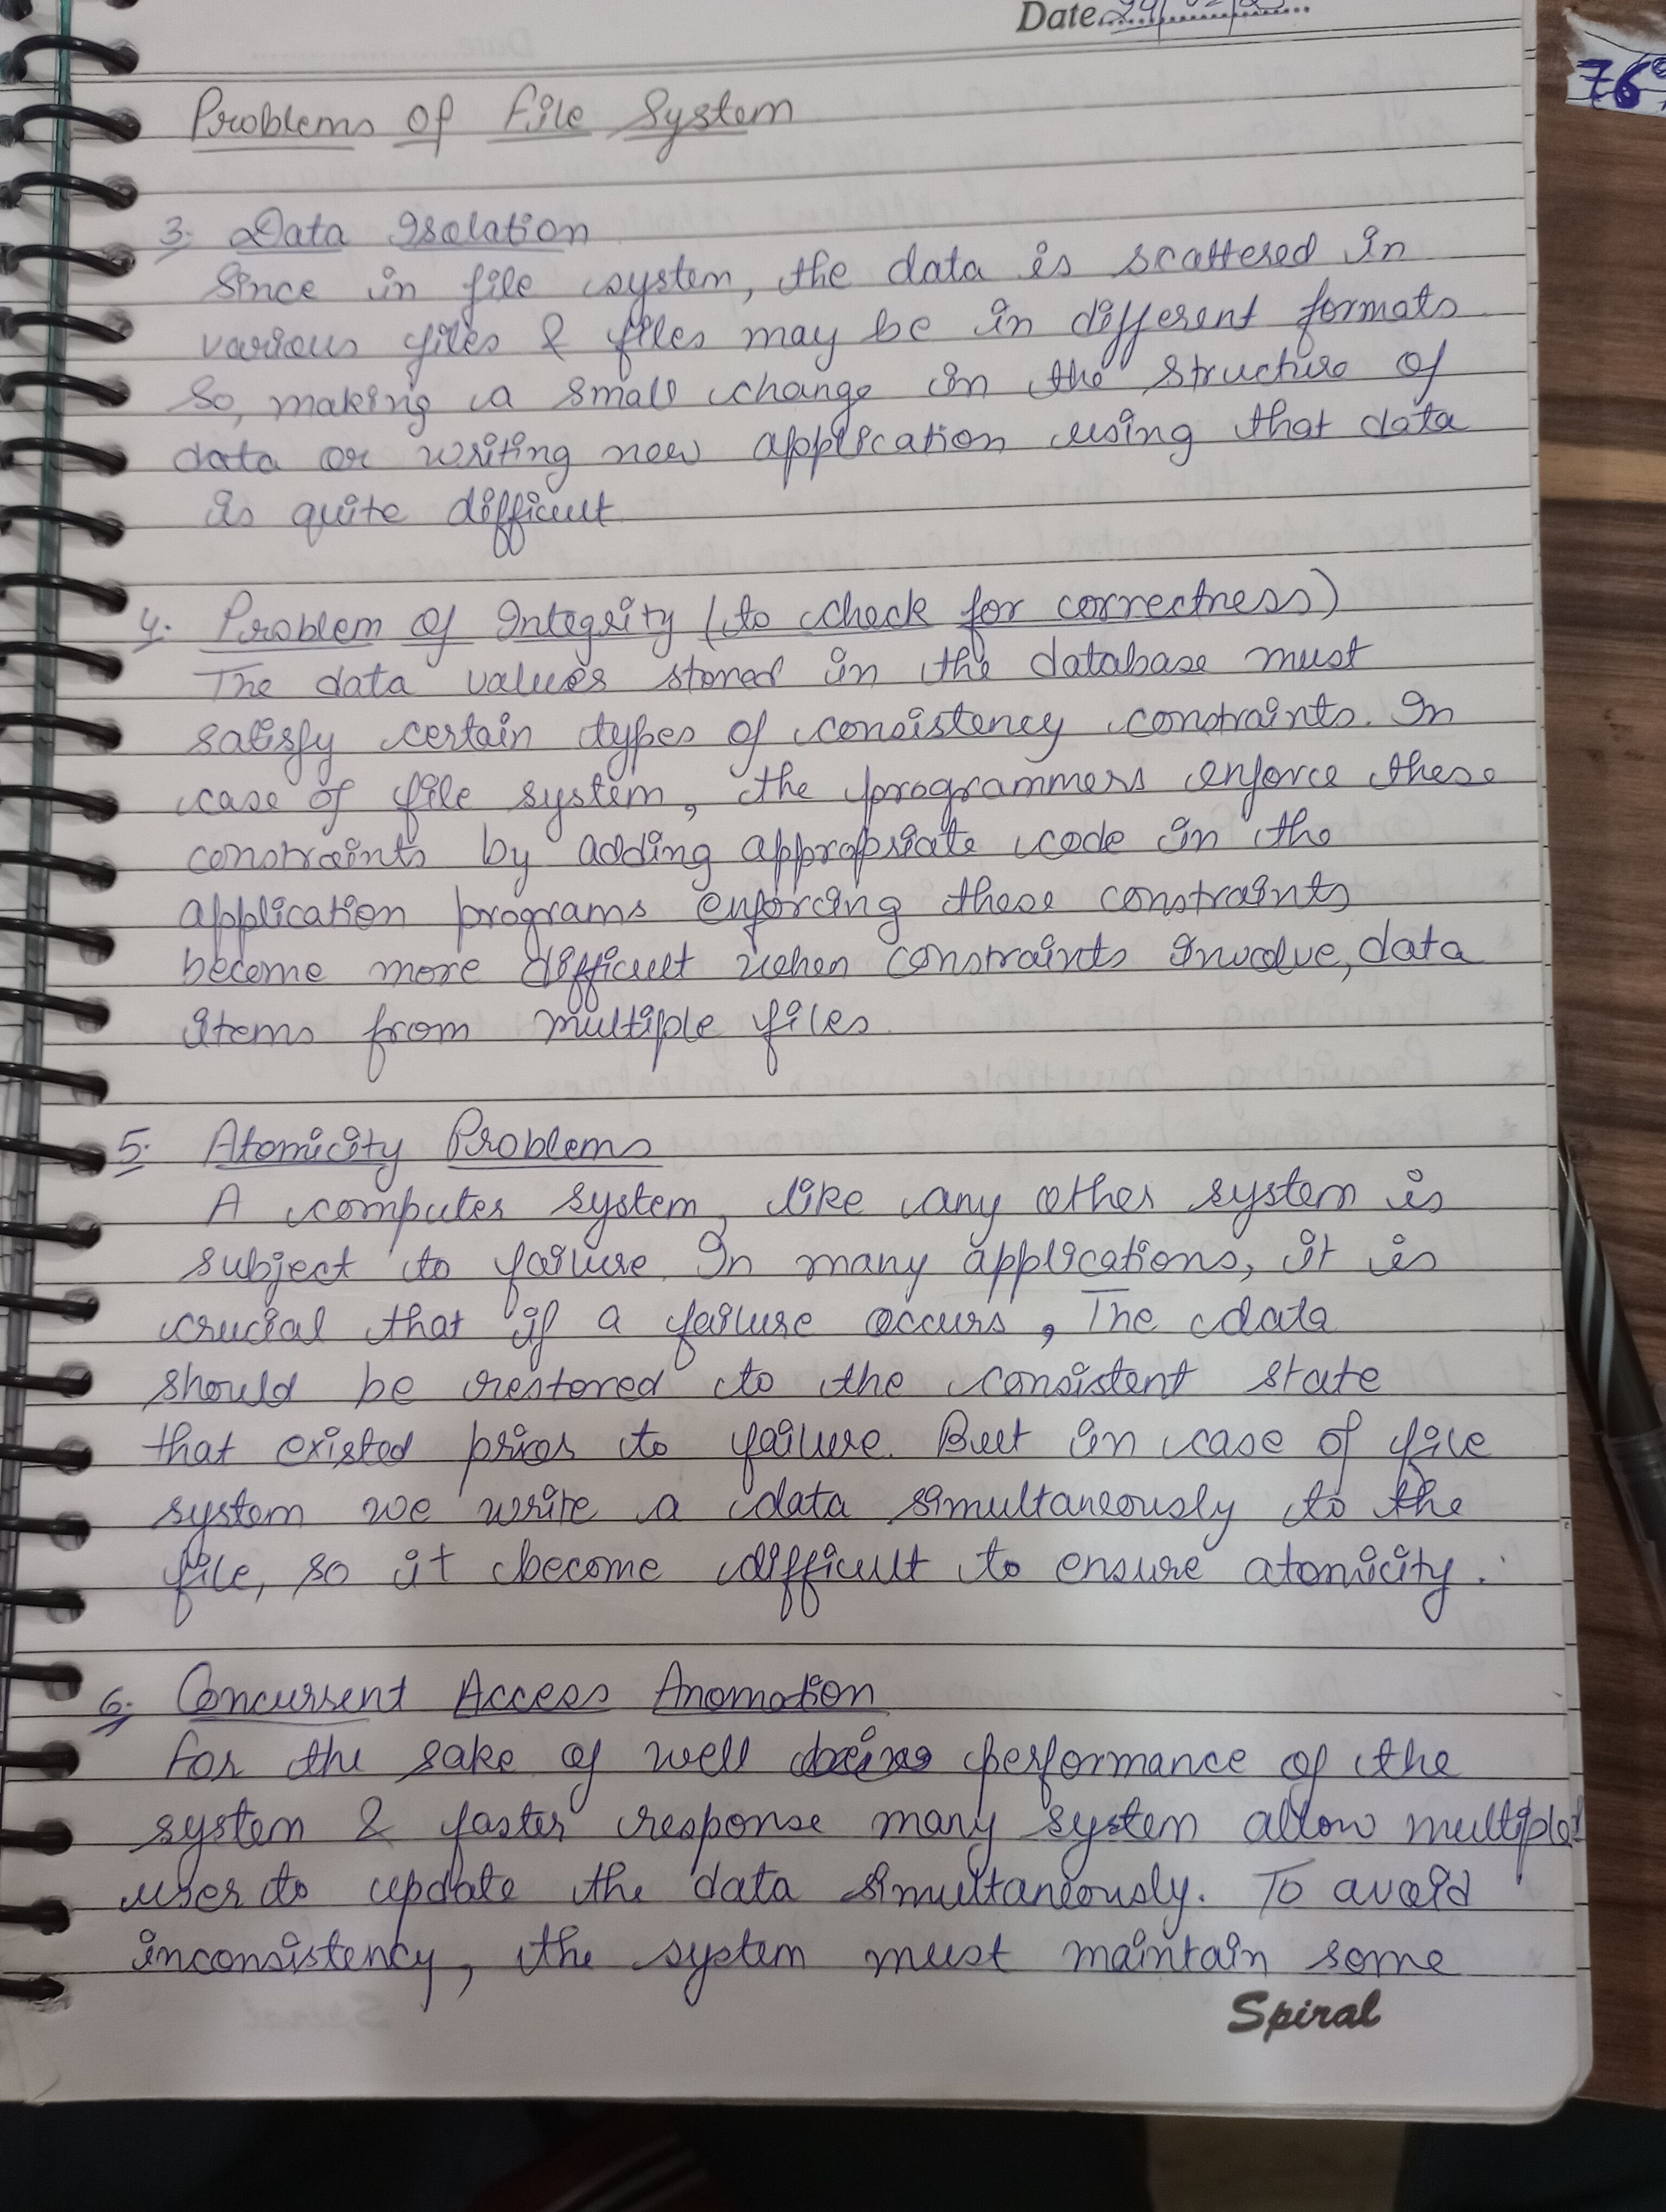 Date
76
Problems of File System
3. Data Isolation
Since in file system, the data is scattered in
various files & files may be in different formats
So, making a small change in the structure of
data or writing new application using that data
is quite difficult
4. Problem of Integrity (to check for correctness)
The data values stored in the database must
satisfy certain types of consistency constraints. In
case of file system, the programmers enforce these
constraints by adding appropriate code in the
application programs enforcing these constraints
become more difficult when constraints involve, data
items from multiple files
5. Atomicity Problems
A computer system, like any other system is
subject to failure. In many applications, it is
crucial that if a failure occurs, The data
should be restored to the consistent state
that existed prior to failure. But in case of file
system we write a data simultaneously to the
file, so it become difficult to ensure atomicity.
6. Concurrent Access Anomation
For the sake of well performance of the
system & faster response many system allow multiple
user to update the data simultaneously. To avoid
inconsistency, the system must maintain some
Spiral